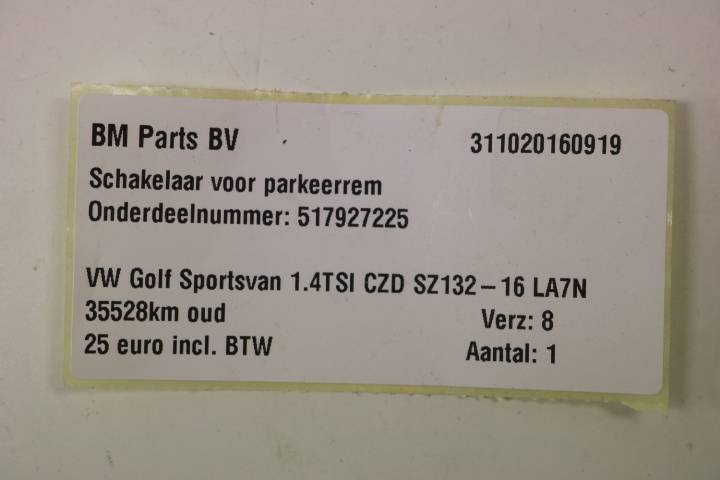 BM Parts BV 311020160919
Schakelaar voor parkeerrem
Onderdeelnummer: 517927225
VW Golf Sportsvan 1.4TSI CZD SZ132-16 LA7N
35528km oud Verz: 8
25 euro incl. BTW Aantal: 1